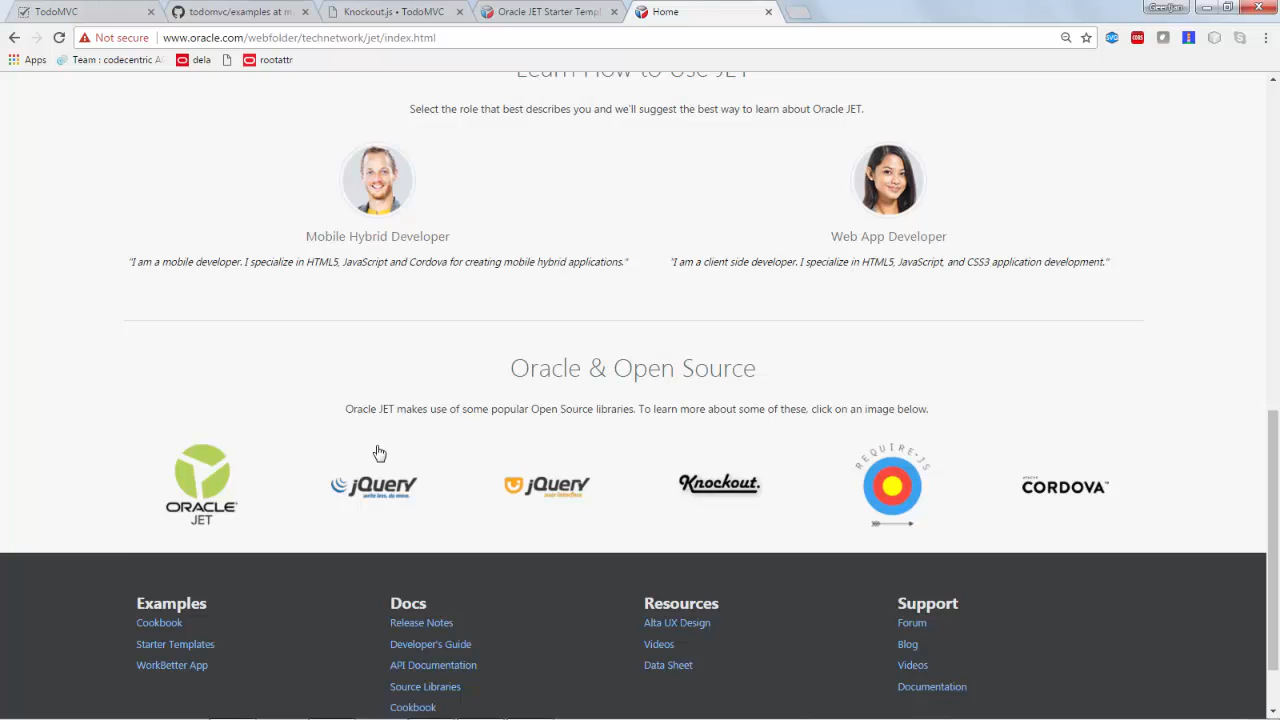 TodoMVC
todomvc/examples at m
Knockout.js • TodoMVC
Oracle JET Starter Templ
Home
Not secure
www.oracle.com/webfolder/technetwork/jet/index.html
Apps
Team : codecentric AG
dela
rootattr
Learn How to Use JET
Select the role that best describes you and we'll suggest the best way to learn about Oracle JET.
Mobile Hybrid Developer
Web App Developer
"I am a mobile developer. I specialize in HTML5, JavaScript and Cordova for creating mobile hybrid applications."
"I am a client side developer. I specialize in HTML5, JavaScript, and CSS3 application development."
Oracle & Open Source
Oracle JET makes use of some popular Open Source libraries. To learn more about some of these, click on an image below.
ORACLE
JET
jQuery
write less, do more.
jQuery
user interface
Knockout.
REQUIRE·JS
APACHE
CORDOVA™
Examples
Cookbook
Starter Templates
WorkBetter App
Docs
Release Notes
Developer's Guide
API Documentation
Source Libraries
Cookbook
Resources
Alta UX Design
Videos
Data Sheet
Support
Forum
Blog
Videos
Documentation